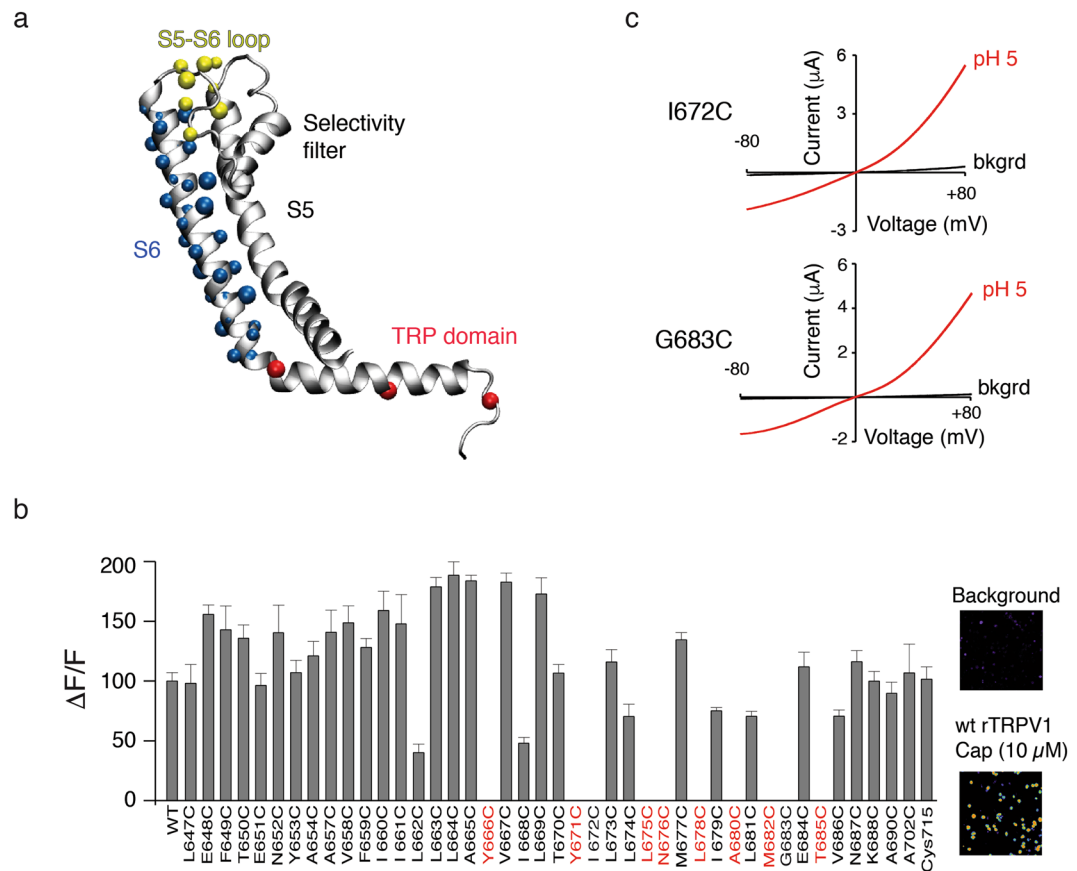 a
S5-S6 loop
Selectivity
filter
S5
S6
TRP domain
c
6
pH 5
Current (µA)
3
I672C
-80
bkgrd
+80
-3
Voltage (mV)
6
pH 5
Current (µA)
4
G683C
2
-80
bkgrd
+80
-2
Voltage (mV)
b
200
150
100
50
0
ΔF/F
WT
L647C
E648C
F649C
T650C
E651C
N652C
Y653C
A654C
A657C
V658C
F659C
I 660C
I 661C
L662C
L663C
L664C
A665C
Y666C
V667C
I 668C
L669C
T670C
Y671C
I 672C
L673C
L674C
L675C
N676C
M677C
L678C
I 679C
A680C
L681C
M682C
G683C
E684C
T685C
V686C
N687C
K688C
A690C
A702C
Cys715
Background
wt rTRPV1
Cap (10 µM)